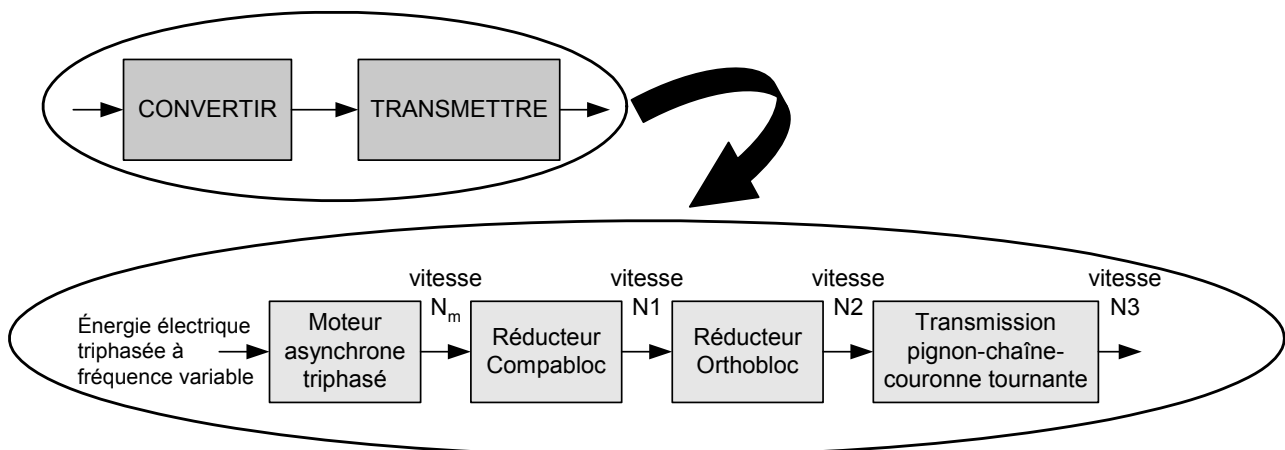 CONVERTIR
TRANSMETTRE
Énergie électrique
triphasée à
fréquence variable
Moteur
asynchrone
triphasé
vitesse
Nm
Réducteur
Compabloc
vitesse
N1
Réducteur
Orthobloc
vitesse
N2
Transmission
pignon-chaîne-
couronne tournante
vitesse
N3